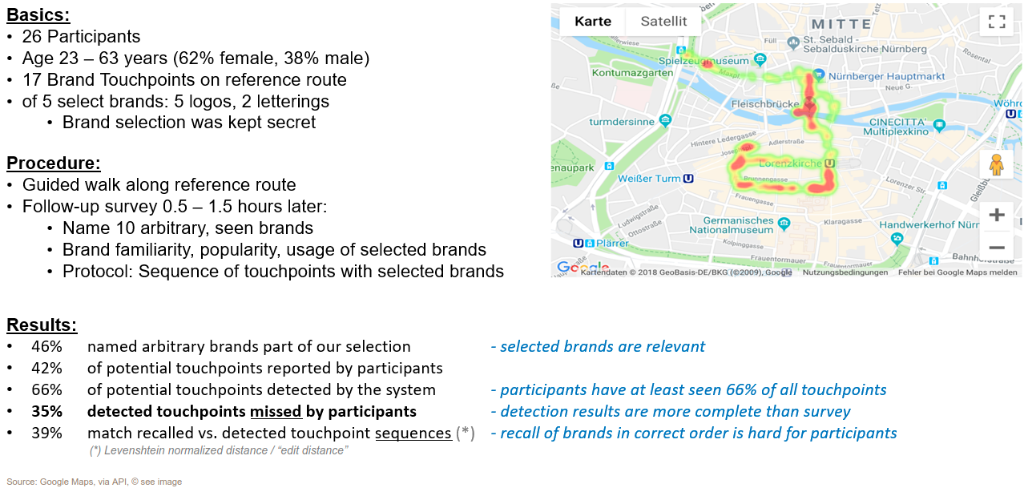 Basics:
• 26 Participants
• Age 23 – 63 years (62% female, 38% male)
• 17 Brand Touchpoints on reference route
• of 5 select brands: 5 logos, 2 letterings
• Brand selection was kept secret
Procedure:
• Guided walk along reference route
• Follow-up survey 0.5 – 1.5 hours later:
• Name 10 arbitrary, seen brands
• Brand familiarity, popularity, usage of selected brands
• Protocol: Sequence of touchpoints with selected brands
Karte Satellit
MITTE
Füll
St. Sebald -
Sebalduskirche Nürnberg
Rosental
Spielzeugmuseum
Kontumazgarten
Nürnberger Hauptmarkt
Neue G.
Fleischbrücke
turmdersinne
CINECITTA
Multiplexkino
Wöhr
Hintere Ledergasse
Adlerstraße
Lorenzkirche
Weißer Turm
Brennengasse
Frauengasse
Lorenzer Str.
Ludwigstraße
Ottostraße
Germanisches
Nationalmuseum
Klaragasse
Handwerkerhof Nürn
Plärrer
Kolpinggasse
Frauentormauer
Bahnhof
Google
Kartendaten © 2018 GeoBasis-DE/BKG (©2009), Google Nutzungsbedingungen Fehler bei Google Maps melden
Results:
• 46% named arbitrary brands part of our selection - selected brands are relevant
• 42% of potential touchpoints reported by participants
• 66% of potential touchpoints detected by the system - participants have at least seen 66% of all touchpoints
• 35% detected touchpoints missed by participants - detection results are more complete than survey
• 39% match recalled vs. detected touchpoint sequences (*) - recall of brands in correct order is hard for participants
(*) Levenshtein normalized distance / “edit distance”
Source: Google Maps, via API, © see image